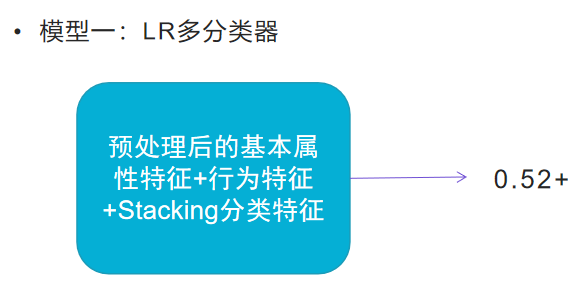 • 模型一：LR多分类器
预处理后的基本属
性特征+行为特征
+Stacking分类特征
0.52+